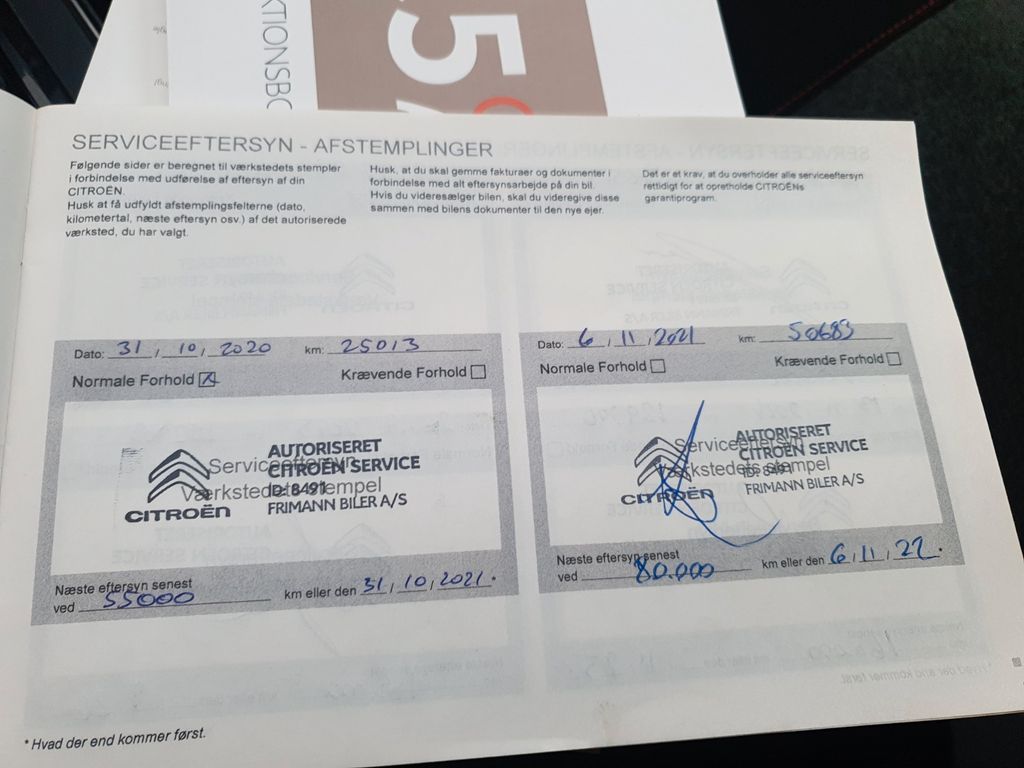 KTIONSBO
5
SERVICEEFTERSYN - AFSTEMPLINGER
Følgende sider er beregnet til værkstedets stempler
i forbindelse med udførelse af eftersyn af din
CITROËN.
Husk at få udfyldt afstemplingsfelterne (dato,
kilometertal, næste eftersyn osv.) af det autoriserede
værksted, du har valgt.
Husk, at du skal gemme fakturaer og dokumenter i
forbindelse med alt eftersynsarbejde på din bil.
Hvis du videresælger bilen, skal du videregive disse
sammen med bilens dokumenter til den nye ejer.
Det er et krav, at du overholder alle serviceeftersyn
rettidigt for at opretholde CITROËNs
garantiprogram.
Dato: 31, 10, 2020 km: 25013
Normale Forhold Krævende Forhold
Serviceeftersyn
Værkstedets stempel
AUTORISERET
CITROËN SERVICE
ID: 8491
FRIMANN BILER A/S
CITROËN
Næste eftersyn senest
ved 55000 km eller den 31, 10, 2021.*
Dato: 6, 11, 2021 km: 50689
Normale Forhold Krævende Forhold
Serviceeftersyn
Værkstedets stempel
AUTORISERET
CITROËN SERVICE
ID: 8491
FRIMANN BILER A/S
CITROËN
Næste eftersyn senest
ved 80.000 km eller den 6, 11, 22.*
*Hvad der end kommer først.